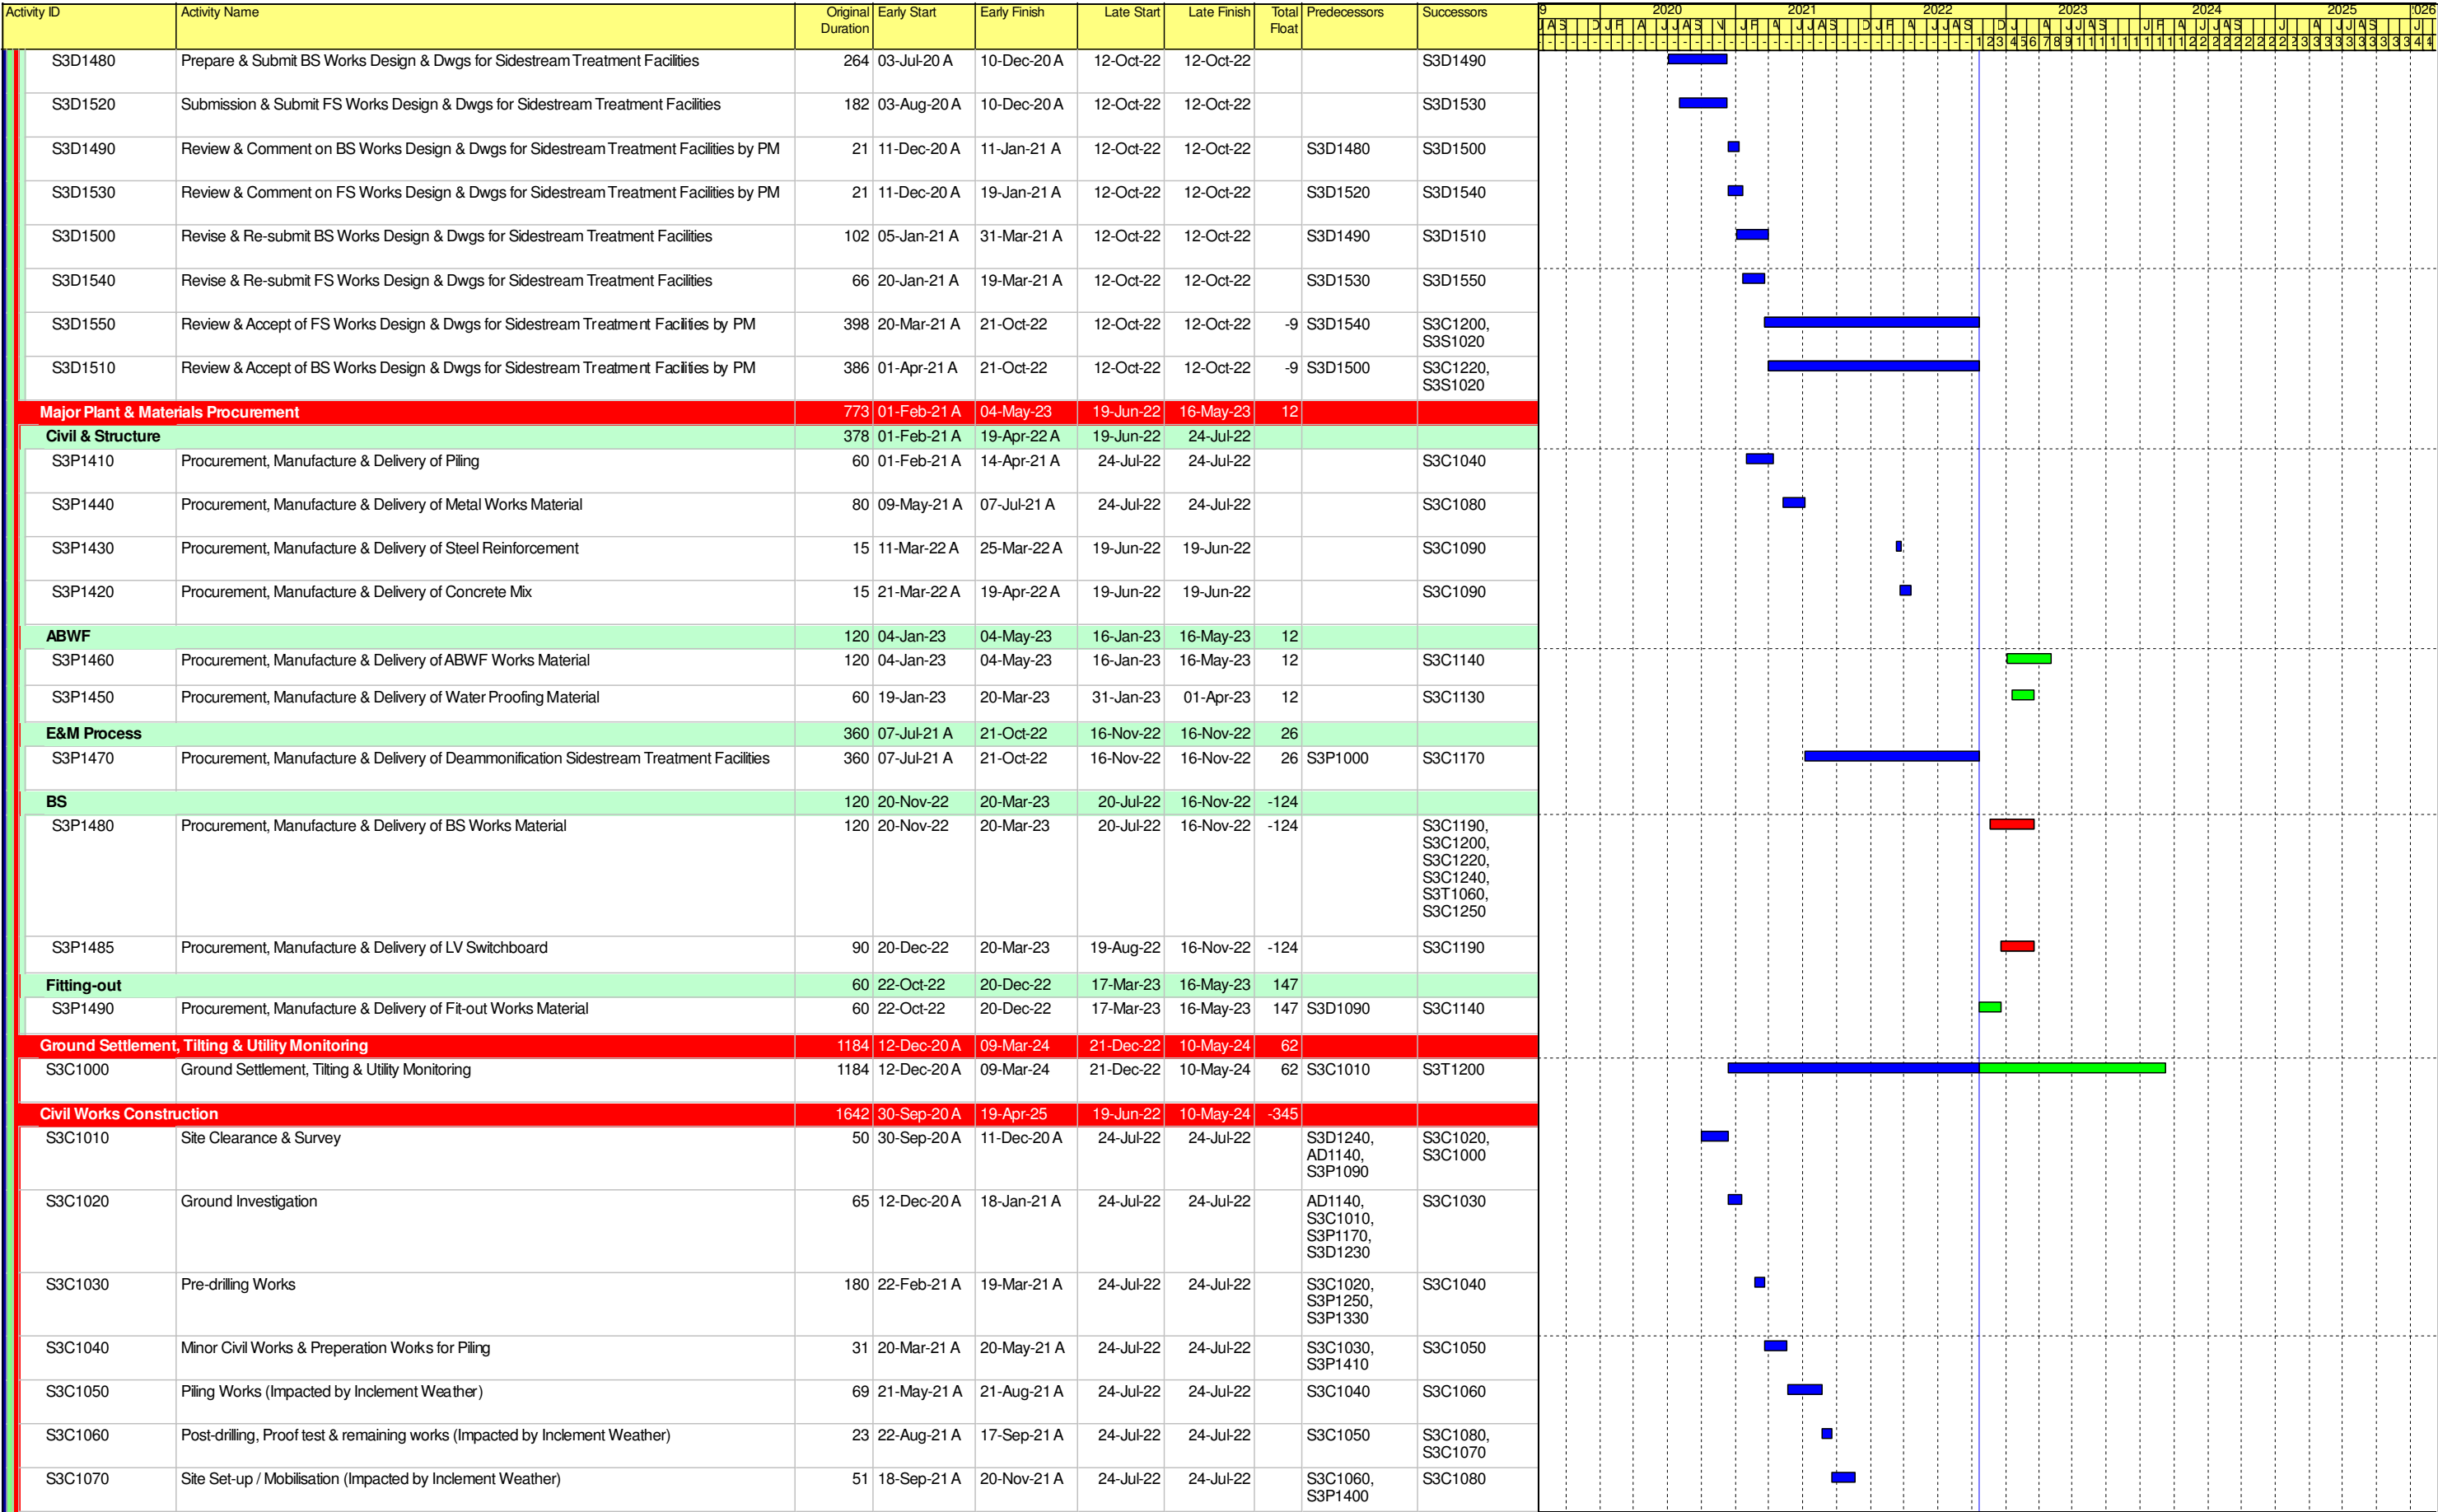 Activity ID Activity Name Original Duration Early Start Early Finish Late Start Late Finish Total Float Predecessors Successors
2020 2021 2022 2023 2024 2025
S3D1480 Prepare & Submit BS Works Design & Dwgs for Sidestream Treatment Facilities 264 03-Jul-20 A 10-Dec-20 A 12-Oct-22 12-Oct-22 S3D1490
S3D1520 Submission & Submit FS Works Design & Dwgs for Sidestream Treatment Facilities 182 03-Aug-20 A 10-Dec-20 A 12-Oct-22 12-Oct-22 S3D1530
S3D1490 Review & Comment on BS Works Design & Dwgs for Sidestream Treatment Facilities by PM 21 11-Dec-20 A 11-Jan-21 A 12-Oct-22 12-Oct-22 S3D1480 S3D1500
S3D1530 Review & Comment on FS Works Design & Dwgs for Sidestream Treatment Facilities by PM 21 11-Dec-20 A 19-Jan-21 A 12-Oct-22 12-Oct-22 S3D1520 S3D1540
S3D1500 Revise & Re-submit BS Works Design & Dwgs for Sidestream Treatment Facilities 102 05-Jan-21 A 31-Mar-21 A 12-Oct-22 12-Oct-22 S3D1490 S3D1510
S3D1540 Revise & Re-submit FS Works Design & Dwgs for Sidestream Treatment Facilities 66 20-Jan-21 A 19-Mar-21 A 12-Oct-22 12-Oct-22 S3D1530 S3D1550
S3D1550 Review & Accept of FS Works Design & Dwgs for Sidestream Treatment Facilities by PM 398 20-Mar-21 A 21-Oct-22 12-Oct-22 12-Oct-22 -9 S3D1540 S3C1200,
S3S1020
S3D1510 Review & Accept of BS Works Design & Dwgs for Sidestream Treatment Facilities by PM 386 01-Apr-21 A 21-Oct-22 12-Oct-22 12-Oct-22 -9 S3D1500 S3C1220,
S3S1020
Major Plant & Materials Procurement 773 01-Feb-21 A 04-May-23 19-Jun-22 16-May-23 12
Civil & Structure 378 01-Feb-21 A 19-Apr-22 A 19-Jun-22 24-Jul-22
S3P1410 Procurement, Manufacture & Delivery of Piling 60 01-Feb-21 A 14-Apr-21 A 24-Jul-22 24-Jul-22 S3C1040
S3P1440 Procurement, Manufacture & Delivery of Metal Works Material 80 09-May-21 A 07-Jul-21 A 24-Jul-22 24-Jul-22 S3C1080
S3P1430 Procurement, Manufacture & Delivery of Steel Reinforcement 15 11-Mar-22 A 25-Mar-22 A 19-Jun-22 19-Jun-22 S3C1090
S3P1420 Procurement, Manufacture & Delivery of Concrete Mix 15 21-Mar-22 A 19-Apr-22 A 19-Jun-22 19-Jun-22 S3C1090
ABWF 120 04-Jan-23 04-May-23 16-Jan-23 16-May-23 12
S3P1460 Procurement, Manufacture & Delivery of ABWF Works Material 120 04-Jan-23 04-May-23 16-Jan-23 16-May-23 12 S3C1140
S3P1450 Procurement, Manufacture & Delivery of Water Proofing Material 60 19-Jan-23 20-Mar-23 31-Jan-23 01-Apr-23 12 S3C1130
E&M Process 360 07-Jul-21 A 21-Oct-22 16-Nov-22 16-Nov-22 26
S3P1470 Procurement, Manufacture & Delivery of Deammonification Sidestream Treatment Facilities 360 07-Jul-21 A 21-Oct-22 16-Nov-22 16-Nov-22 26 S3P1000 S3C1170
BS 120 20-Nov-22 20-Mar-23 20-Jul-22 16-Nov-22 -124
S3P1480 Procurement, Manufacture & Delivery of BS Works Material 120 20-Nov-22 20-Mar-23 20-Jul-22 16-Nov-22 -124 S3C1190,
S3C1200,
S3C1220,
S3C1240,
S3T1060,
S3C1250
S3P1485 Procurement, Manufacture & Delivery of LV Switchboard 90 20-Dec-22 20-Mar-23 19-Aug-22 16-Nov-22 -124 S3C1190
Fitting-out 60 22-Oct-22 20-Dec-22 17-Mar-23 16-May-23 147
S3P1490 Procurement, Manufacture & Delivery of Fit-out Works Material 60 22-Oct-22 20-Dec-22 17-Mar-23 16-May-23 147 S3D1090 S3C1140
Ground Settlement, Tilting & Utility Monitoring 1184 12-Dec-20 A 09-Mar-24 21-Dec-22 10-May-24 62
S3C1000 Ground Settlement, Tilting & Utility Monitoring 1184 12-Dec-20 A 09-Mar-24 21-Dec-22 10-May-24 62 S3C1010 S3T1200
Civil Works Construction 1642 30-Sep-20 A 19-Apr-25 19-Jun-22 10-May-24 -345
S3C1010 Site Clearance & Survey 50 30-Sep-20 A 11-Dec-20 A 24-Jul-22 24-Jul-22 S3D1240, S3C1020,
AD1140, S3C1000
S3P1090
S3C1020 Ground Investigation 65 12-Dec-20 A 18-Jan-21 A 24-Jul-22 24-Jul-22 AD1140, S3C1030
S3C1010,
S3P1170,
S3D1230
S3C1030 Pre-drilling Works 180 22-Feb-21 A 19-Mar-21 A 24-Jul-22 24-Jul-22 S3C1020, S3C1040
S3P1250,
S3P1330
S3C1040 Minor Civil Works & Preperation Works for Piling 31 20-Mar-21 A 20-May-21 A 24-Jul-22 24-Jul-22 S3C1030, S3C1050
S3P1410
S3C1050 Piling Works (Impacted by Inclement Weather) 69 21-May-21 A 21-Aug-21 A 24-Jul-22 24-Jul-22 S3C1040 S3C1060
S3C1060 Post-drilling, Proof test & remaining works (Impacted by Inclement Weather) 23 22-Aug-21 A 17-Sep-21 A 24-Jul-22 24-Jul-22 S3C1050 S3C1080,
S3C1070
S3C1070 Site Set-up / Mobilisation (Impacted by Inclement Weather) 51 18-Sep-21 A 20-Nov-21 A 24-Jul-22 24-Jul-22 S3C1060, S3C1080
S3P1400